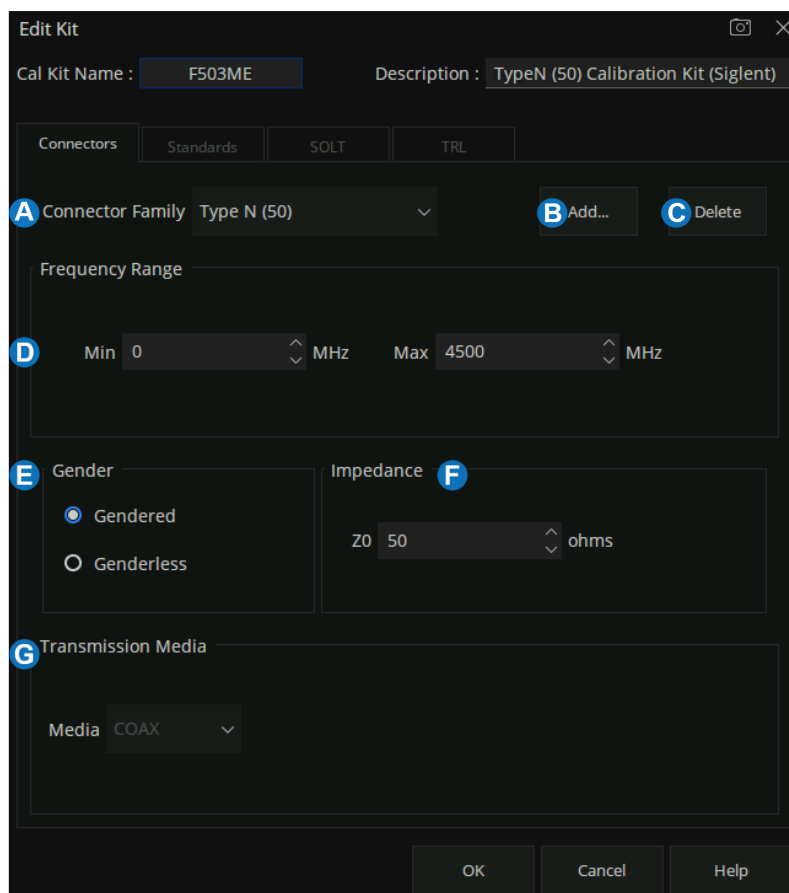 Edit Kit
Cal Kit Name : F503ME Description : TypeN (50) Calibration Kit (Siglent)
Connectors Standards SOLT TRL
A Connector Family Type N (50) B Add... C Delete
Frequency Range
D Min 0 MHz Max 4500 MHz
E Gender Impedance F
Gendered
Z0 50 ohms
Genderless
G Transmission Media
Media COAX
OK Cancel Help